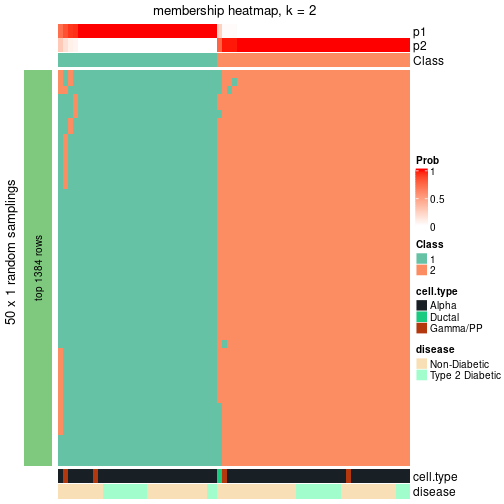 membership heatmap, k = 2
p1
p2
Class
50 x 1 random samplings
top 1384 rows
Prob
1
0.5
0
Class
1
2
cell.type
Alpha
Ductal
Gamma/PP
disease
Non-Diabetic
Type 2 Diabetic
cell.type
disease